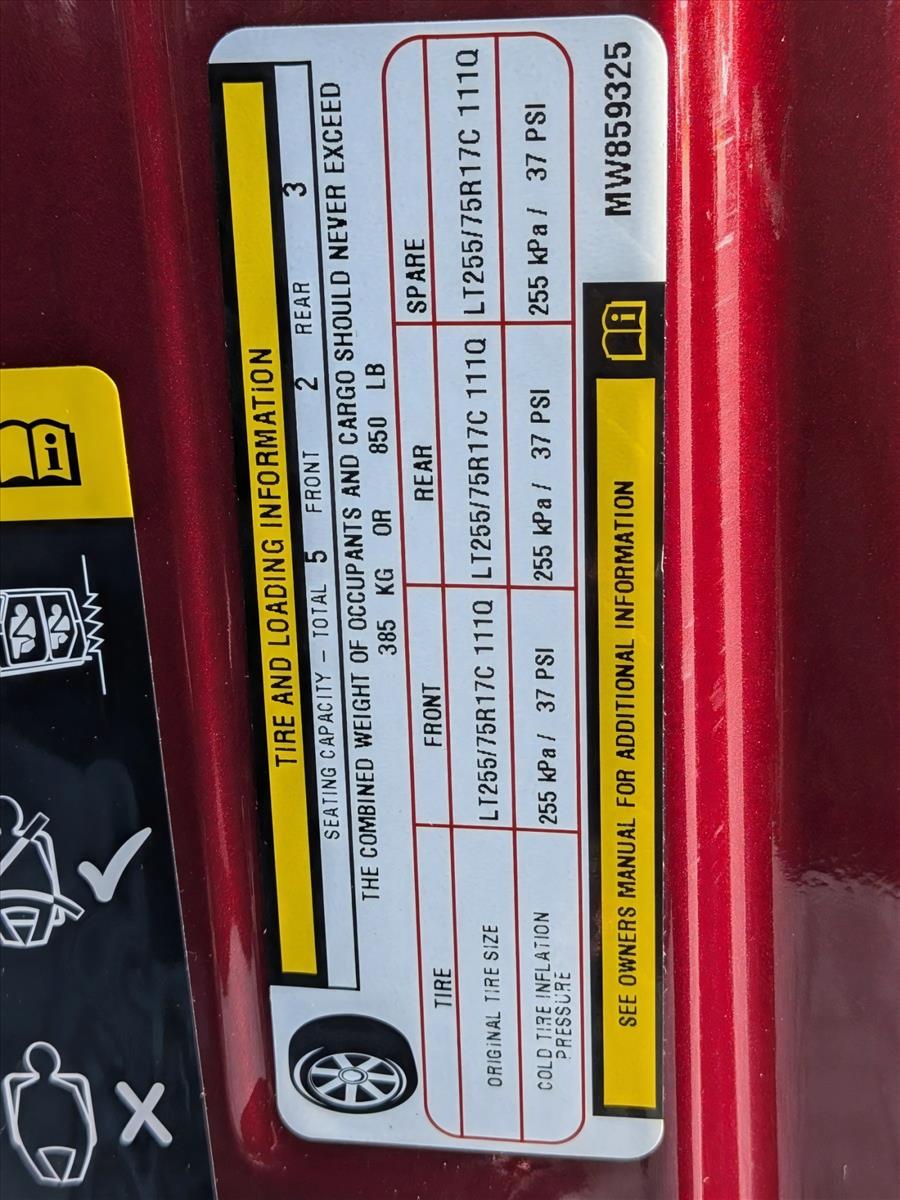 TIRE AND LOADING INFORMATION
SEATING CAPACITY – TOTAL 5 FRONT 2 REAR 3
THE COMBINED WEIGHT OF OCCUPANTS AND CARGO SHOULD NEVER EXCEED
385 KG OR 850 LB
TIRE FRONT REAR SPARE
ORIGINAL TIRE SIZE LT255/75R17C 111Q LT255/75R17C 111Q LT255/75R17C 111Q
COLD TIRE INFLATION PRESSURE 255 kPa / 37 PSI 255 kPa / 37 PSI 255 kPa / 37 PSI
SEE OWNERS MANUAL FOR ADDITIONAL INFORMATION
MW859325